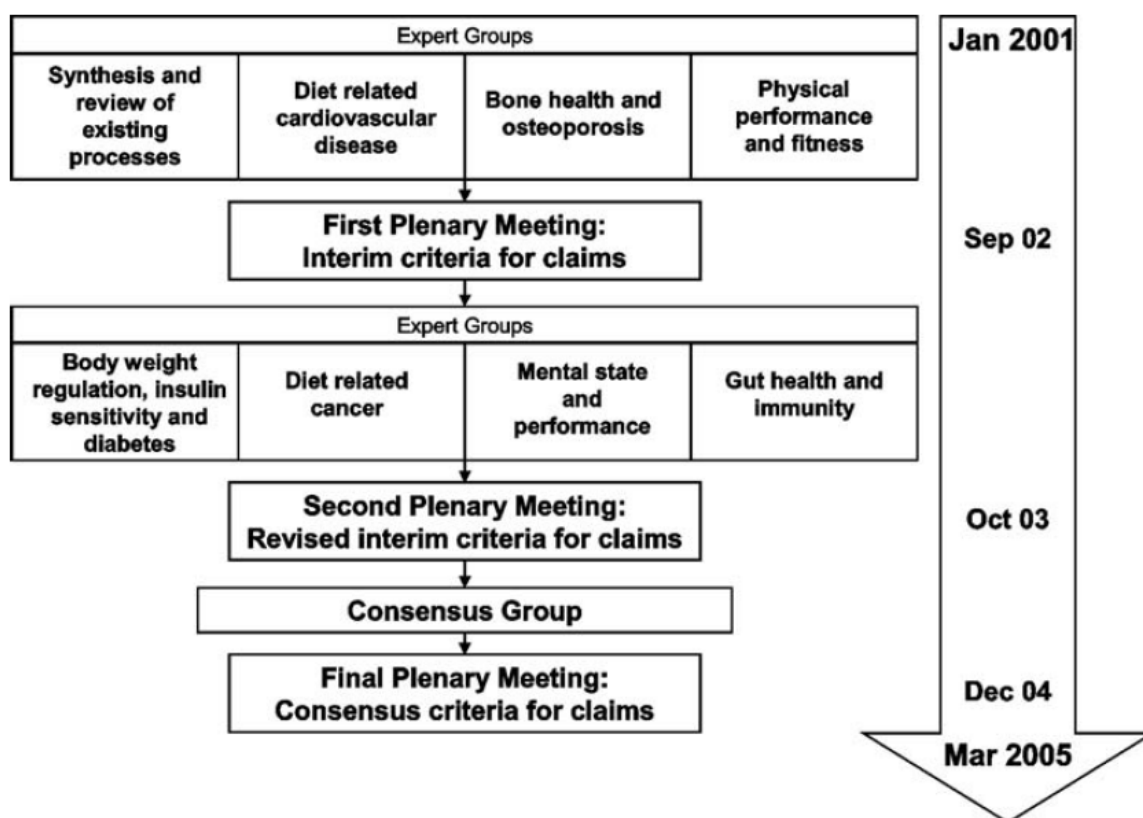 Expert Groups
Synthesis and
review of
existing
processes
Diet related
cardiovascular
disease
Bone health and
osteoporosis
Physical
performance
and fitness
Jan 2001
First Plenary Meeting:
Interim criteria for claims
Sep 02
Expert Groups
Body weight
regulation, insulin
sensitivity and
diabetes
Diet related
cancer
Mental state
and
performance
Gut health and
immunity
Second Plenary Meeting:
Revised interim criteria for claims
Oct 03
Consensus Group
Final Plenary Meeting:
Consensus criteria for claims
Dec 04
Mar 2005